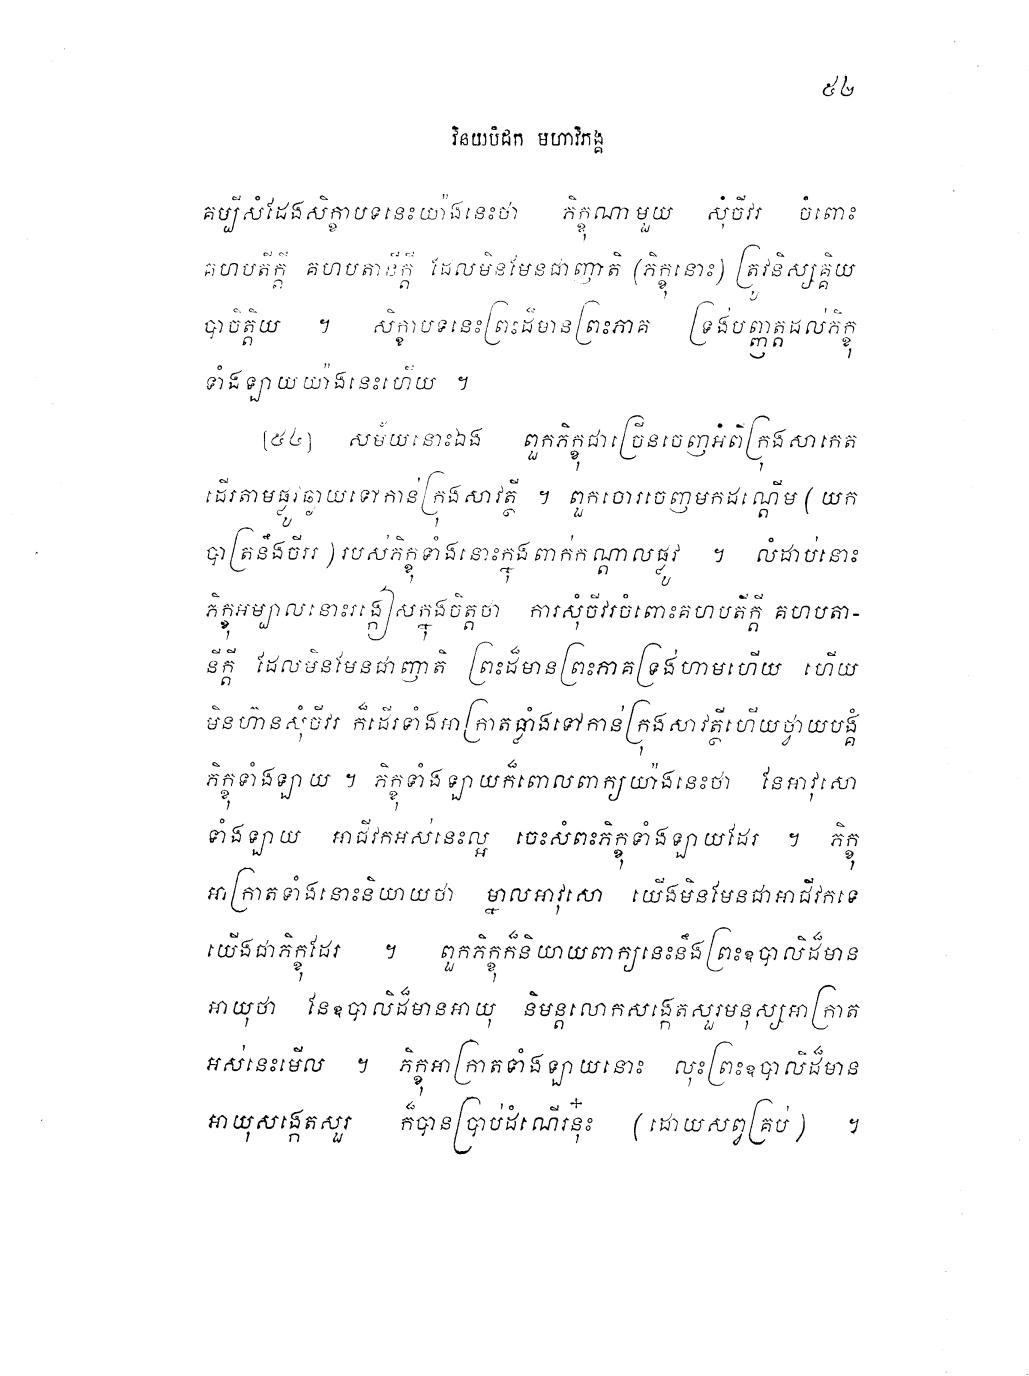 ៥៤
វិនយបិដក មហាវិភង្គ
គប្បីសំដែងសិក្ខាបទនេះយ៉ាងនេះថា ភិក្ខុណាមួយ សុំចីវរ ចំពោះ
គហបតីក្តី គហបតានីក្តី ដែលមិនមែនជាញាតិ (ភិក្ខុនោះ) ត្រូវនិស្សគ្គិយ
បាចិត្តិយ ។ សិក្ខាបទនេះព្រះដ៏មានព្រះភាគ ទ្រង់បញ្ញត្តដល់ភិក្ខុ
ទាំងឡាយយ៉ាងនេះហើយ ។
[៥៤] សម័យនោះឯង ពួកភិក្ខុជាច្រើនចេញអំពីក្រុងសាកេត
ដើរតាមផ្លូវឆ្ងាយទៅកាន់ក្រុងសាវត្ថី ។ ពួកចោរចេញមកដណ្តើម (យក
បាត្រនឹងចីវរ) របស់ភិក្ខុទាំងនោះក្នុងពាក់កណ្តាលផ្លូវ ។ លំដាប់នោះ
ភិក្ខុអម្បាលនោះរង្កៀសក្នុងចិត្តថា ការសុំចីវរចំពោះគហបតីក្តី គហបតា-
នីក្តី ដែលមិនមែនជាញាតិ ព្រះដ៏មានព្រះភាគទ្រង់ហាមហើយ ហើយ
មិនហ៊ានសុំចីវរ ក៏ដើរទាំងអាក្រាតធ្លាំងទៅកាន់ក្រុងសាវត្ថីហើយថ្វាយបង្គំ
ភិក្ខុទាំងឡាយ ។ ភិក្ខុទាំងឡាយក៏ពោលពាក្យយ៉ាងនេះថា នែអាវុសោ
ទាំងឡាយ អាជីវកអស់នេះល្អ ចេះសំពះភិក្ខុទាំងឡាយដែរ ។ ភិក្ខុ
អាក្រាតទាំងនោះនិយាយថា ម្នាលអាវុសោ យើងមិនមែនជាអាជីវកទេ
យើងជាភិក្ខុដែរ ។ ពួកភិក្ខុក៏និយាយពាក្យនេះនឹងព្រះឧបាលិដ៏មាន
អាយុថា នែឧបាលិដ៏មានអាយុ និមន្តលោកសង្កេតសួរមនុស្សអាក្រាត
អស់នេះមើល ។ ភិក្ខុអាក្រាតទាំងឡាយនោះ លុះព្រះឧបាលិដ៏មាន
អាយុសង្កេតសួរ ក៏បានប្រាប់ដំណើរនុ៎ះ (ដោយសព្វគ្រប់) ។